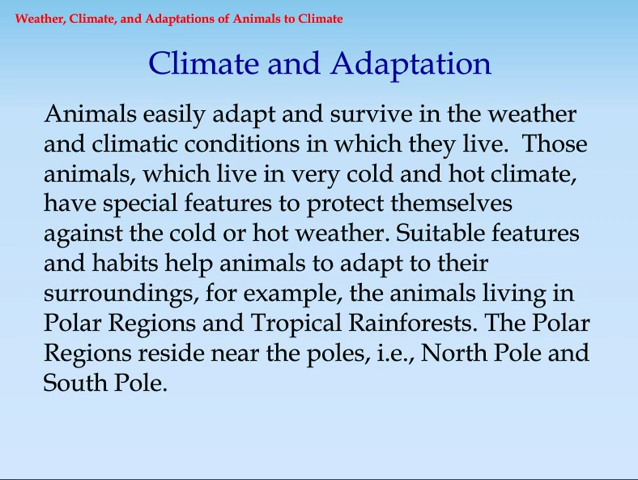 Weather, Climate, and Adaptations of Animals to Climate
Climate and Adaptation
Animals easily adapt and survive in the weather
and climatic conditions in which they live.  Those
animals, which live in very cold and hot climate,
have special features to protect themselves
against the cold or hot weather. Suitable features
and habits help animals to adapt to their
surroundings, for example, the animals living in
Polar Regions and Tropical Rainforests. The Polar
Regions reside near the poles, i.e., North Pole and
South Pole.